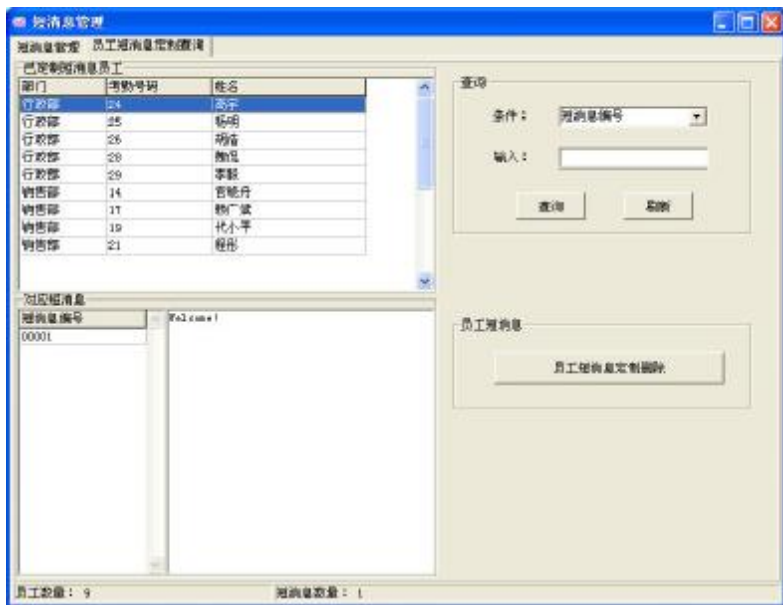 短消息管理
短消息管理 员工短消息定制查询
已定制短消息员工
部门 考勤号码 姓名
行政部 24 高宇
行政部 25 杨明
行政部 26 胡洁
行政部 28
行政部 29 李毅
销售部 14 宫晓丹
销售部 17
销售部 19 代小平
销售部 21 程彤
对应短消息
短消息编号
00001
Welcome!
查询
条件： 短消息编号
输入：
查询 刷新
员工短消息
员工短消息定制删除
员工数量： 9 短消息数量： 1